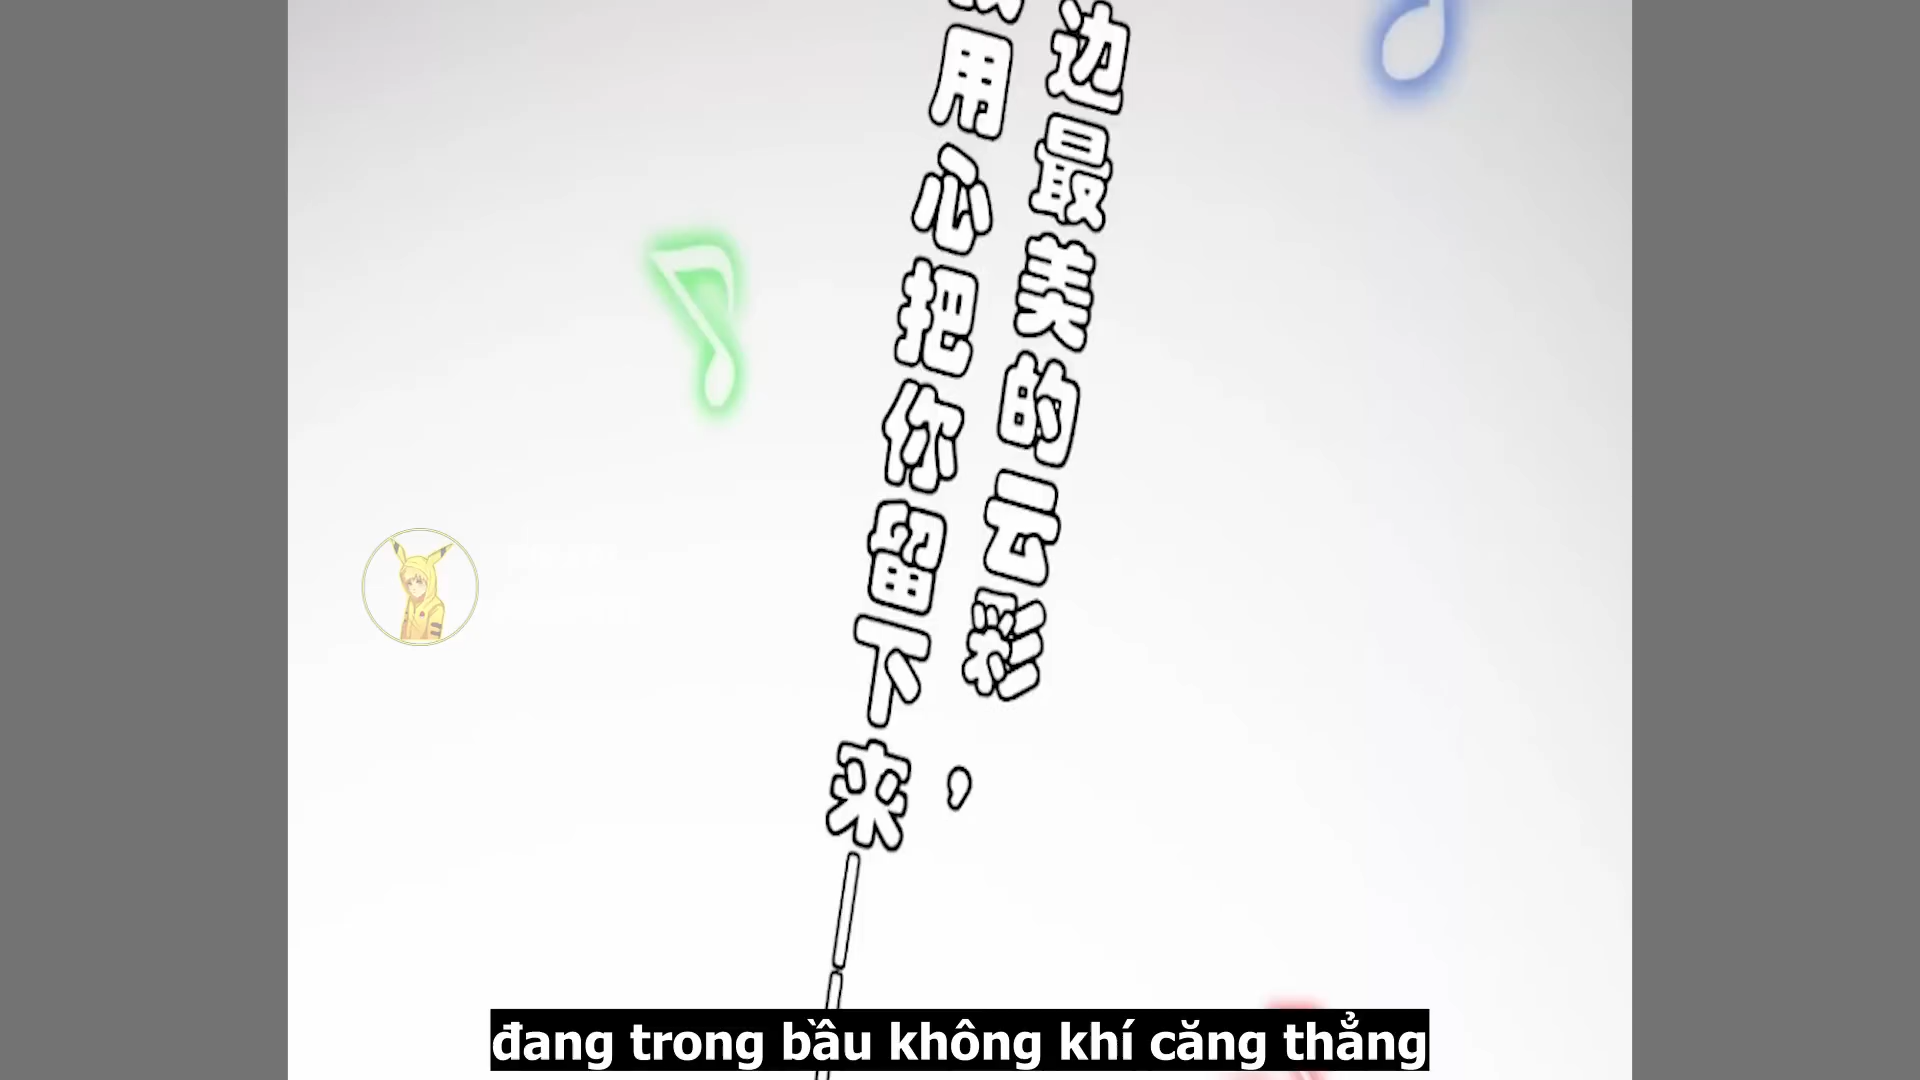 边最美的云彩，
用心把你留下来——
đang trong bầu không khí căng thẳng